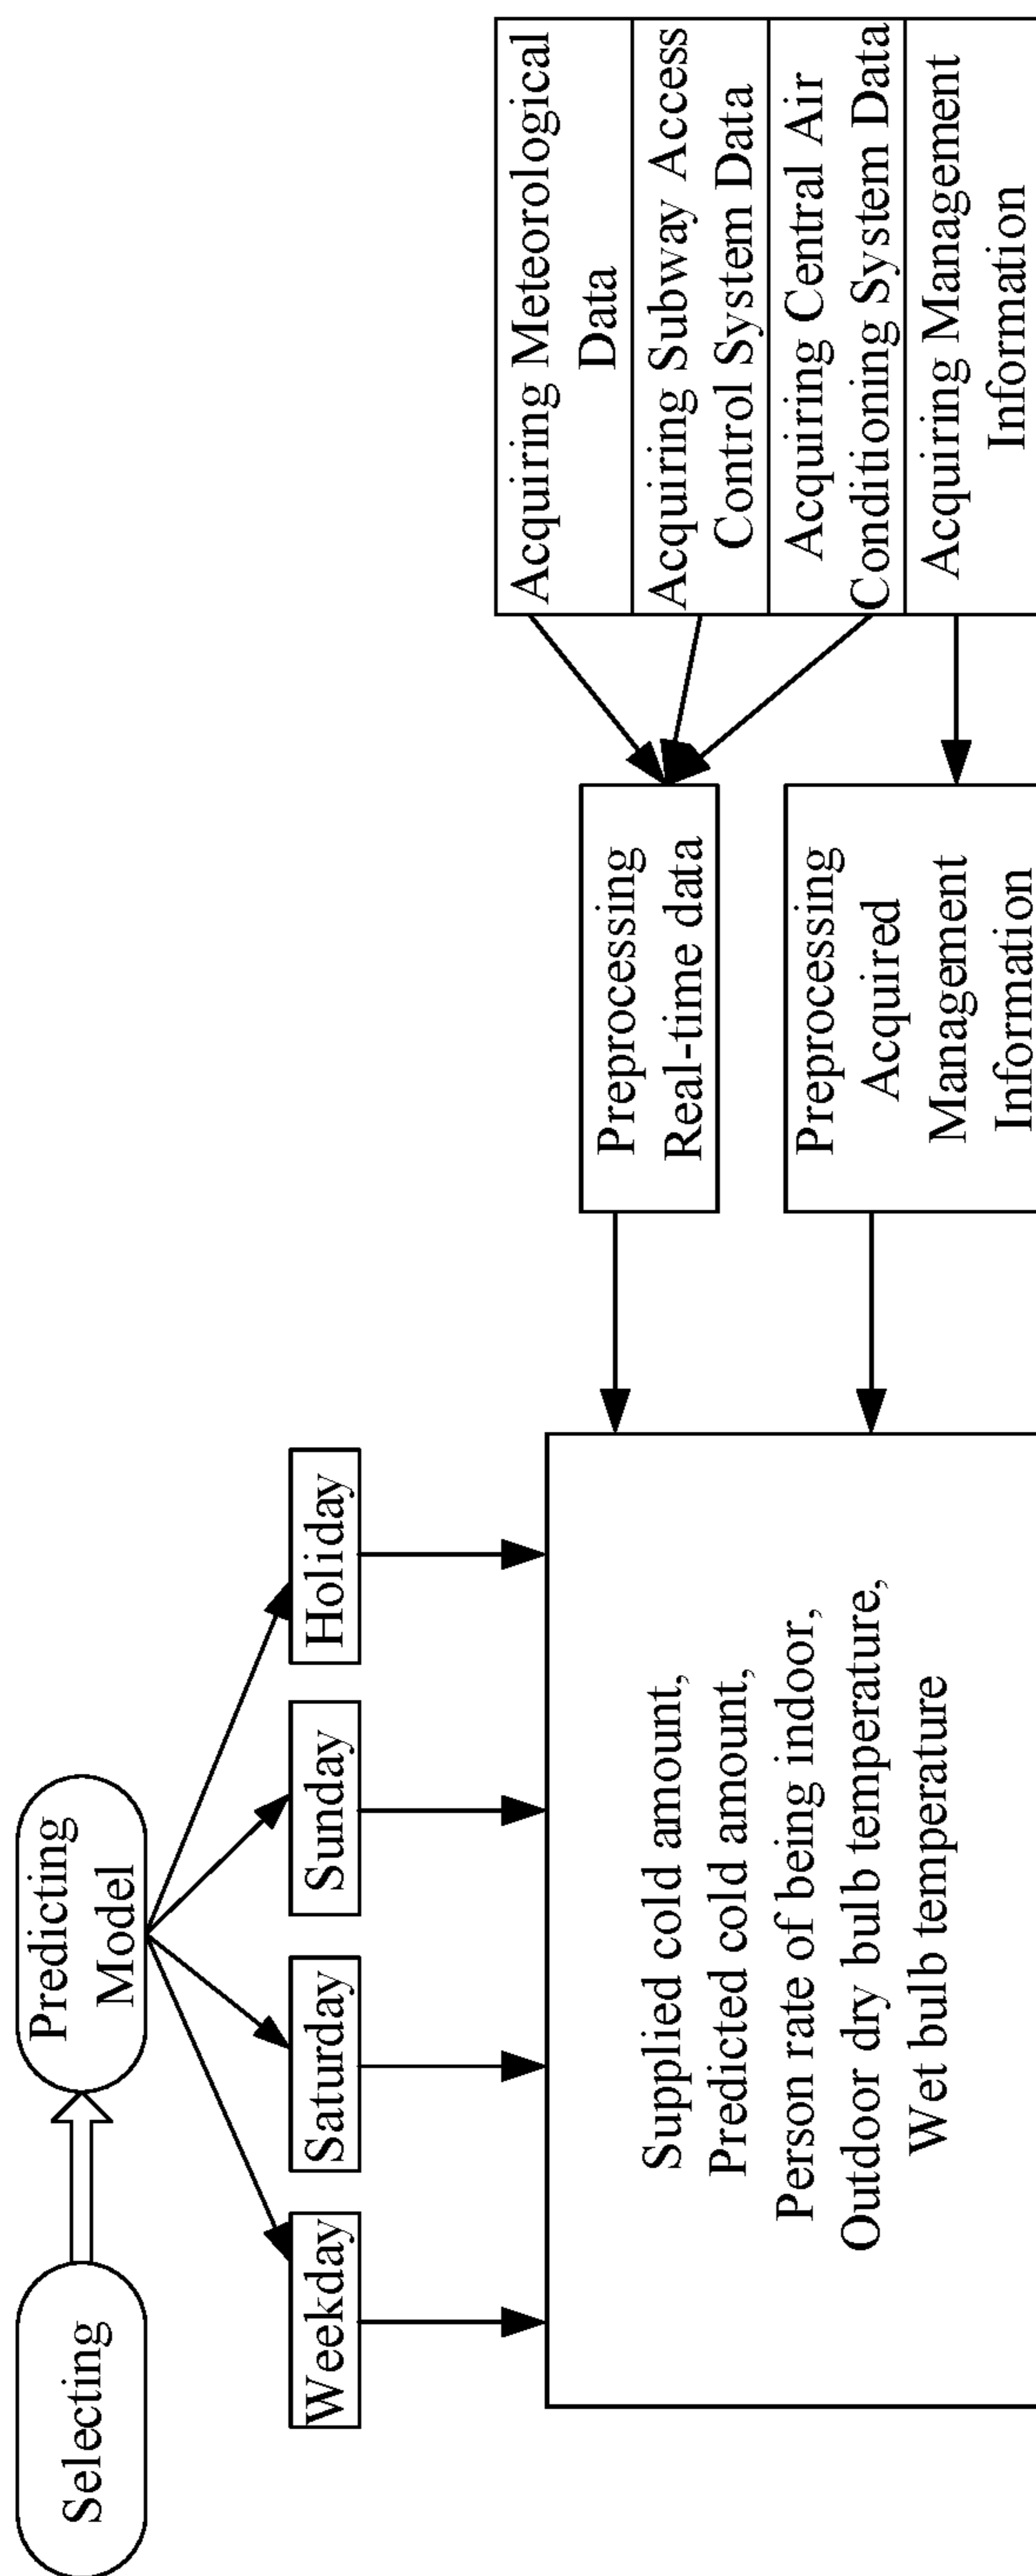 Selecting
Predicting
Model
Weekday
Saturday
Sunday
Holiday
Supplied cold amount,
Predicted cold amount,
Person rate of being indoor,
Outdoor dry bulb temperature,
Wet bulb temperature
Preprocessing
Real-time data
Preprocessing
Acquired
Management
Information
Acquiring Meteorological
Data
Acquiring Subway Access
Control System Data
Acquiring Central Air
Conditioning System Data
Acquiring Management
Information